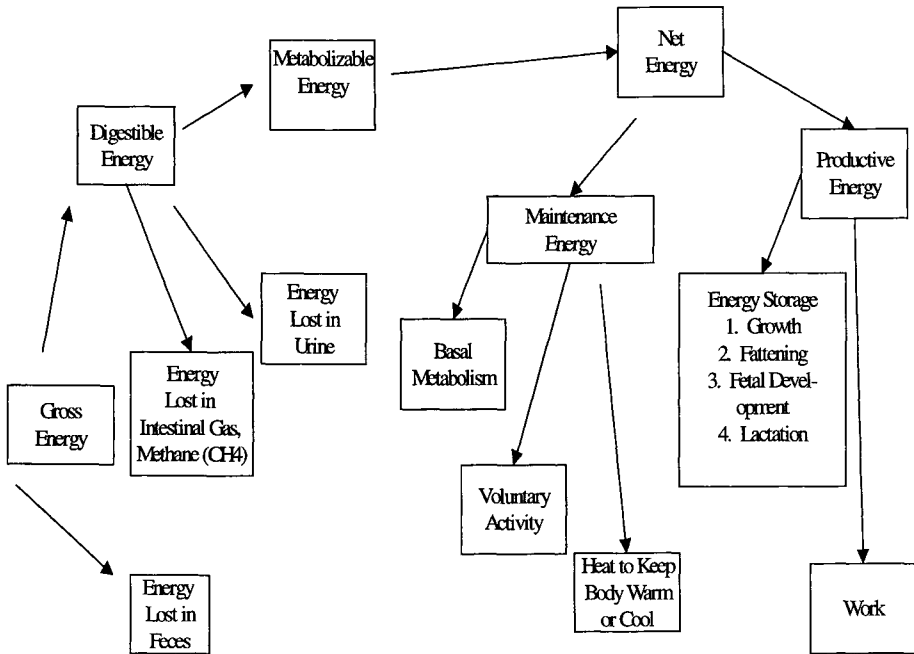 Net
Energy
Metabolizable
Energy
Digestible
Energy
Productive
Energy
Maintenance
Energy
Energy
Lost in
Urine
Energy Storage
1. Growth
2. Fattening
3. Fetal Devel-
opment
4. Lactation
Basal
Metabolism
Energy
Lost in
Intestinal Gas,
Methane (CH4)
Gross
Energy
Voluntary
Activity
Heat to Keep
Body Warm
or Cool
Energy
Lost in
Feces
Work